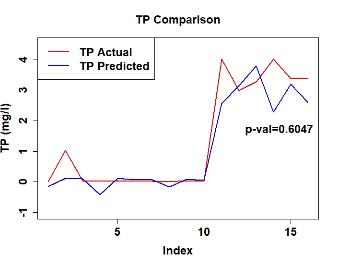 TP Comparison
TP Actual
TP Predicted
4
3
2
1
0
-1
TP (mg/l)
p-val=0.6047
5
10
15
Index